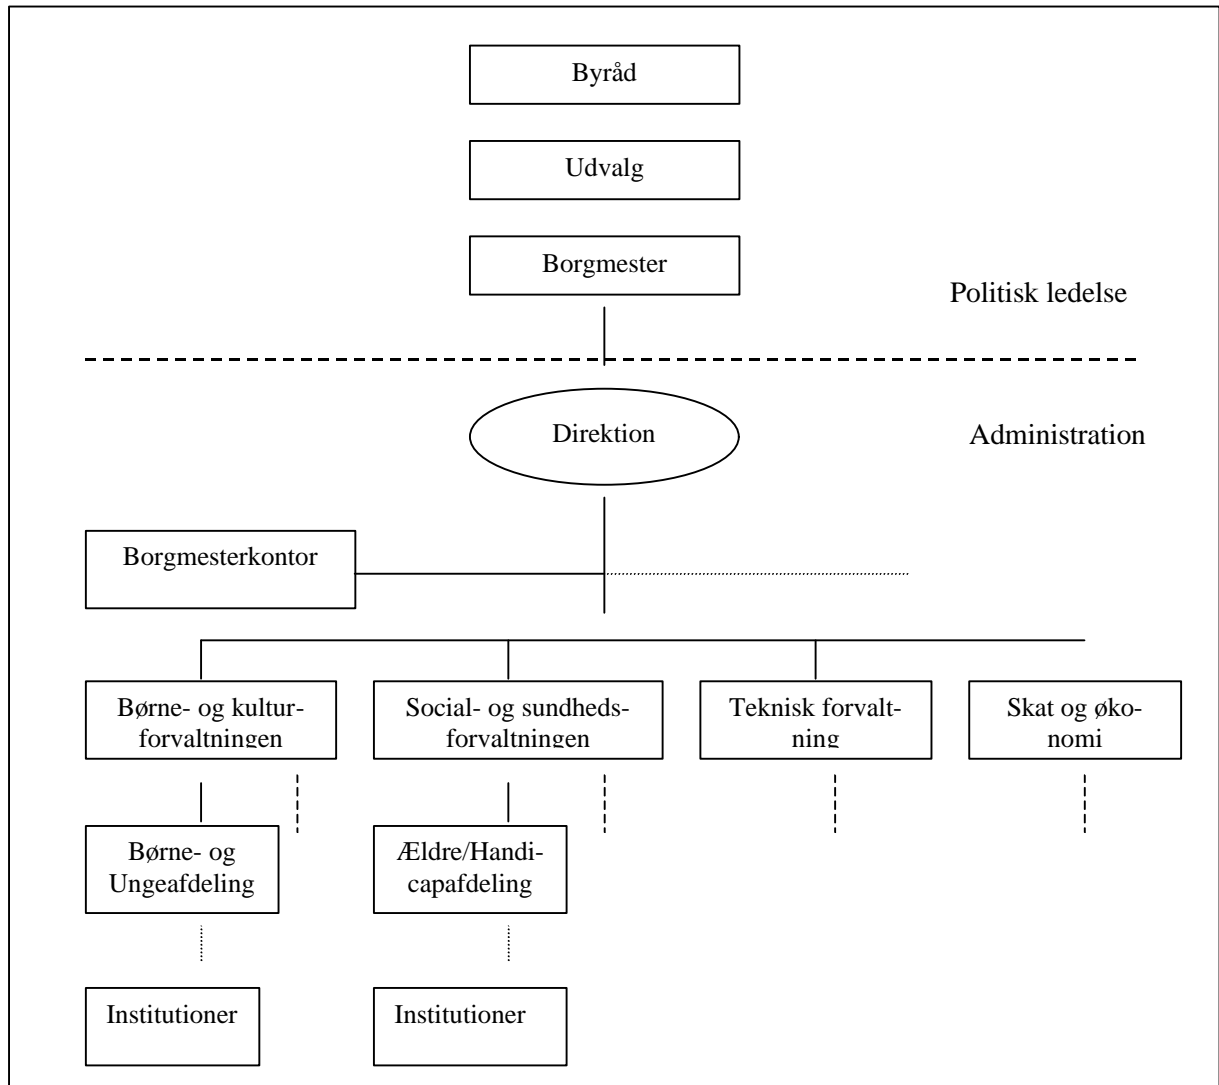 Byråd
Udvalg
Borgmester
Politisk ledelse
Direktion
Administration
Borgmesterkontor
Børne- og kultur-
forvaltningen
Social- og sundheds-
forvaltningen
Teknisk forvalt-
ning
Skat og øko-
nomi
Børne- og
Ungeafdeling
Ældre/Handi-
capafdeling
Institutioner
Institutioner